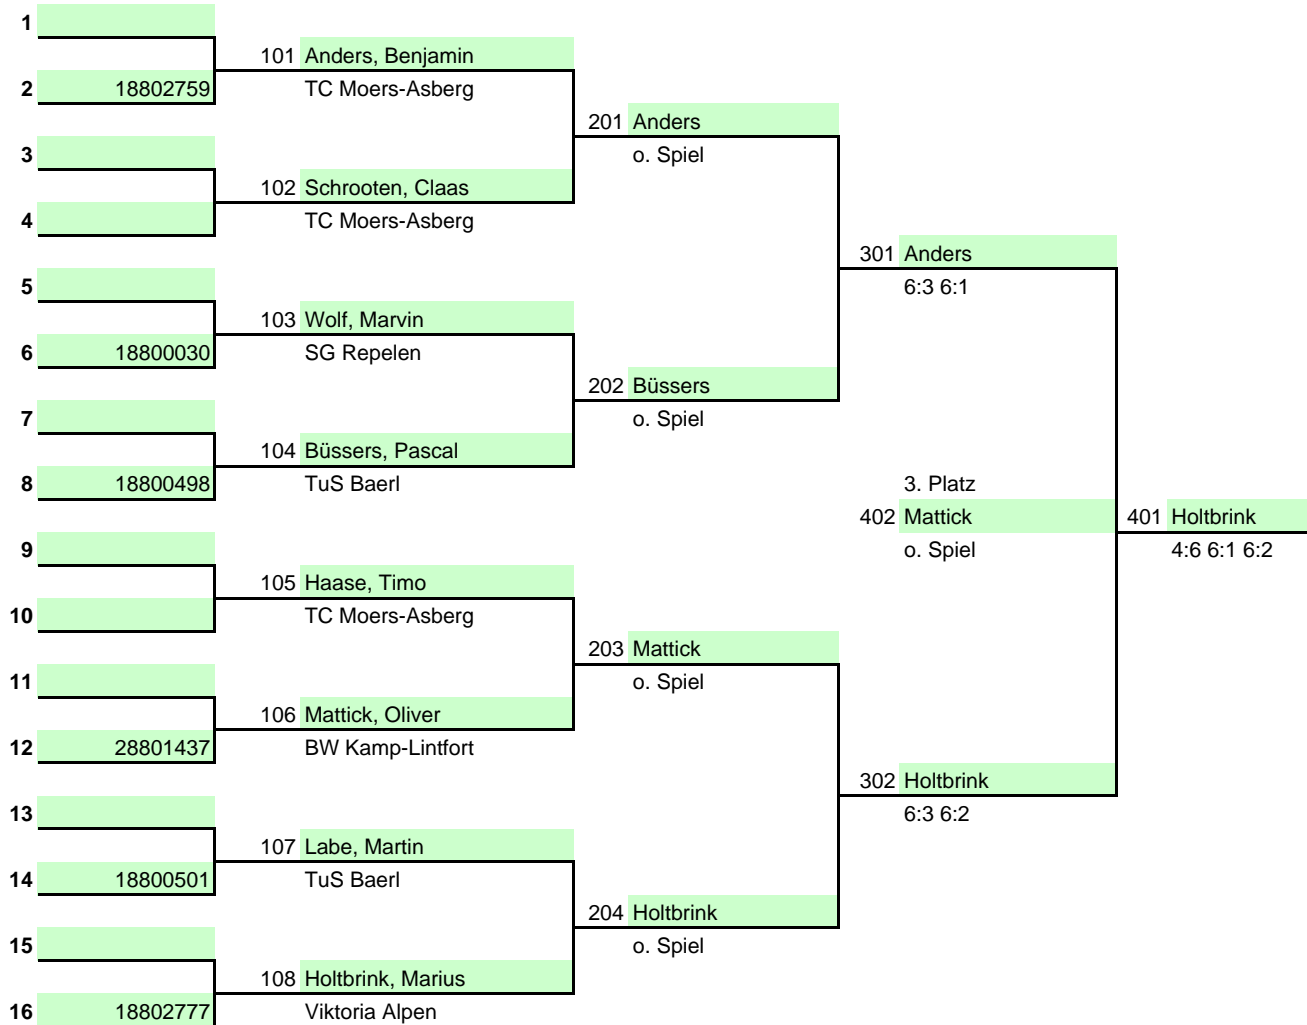 1
101 Anders, Benjamin
2 18802759 TC Moers-Asberg
201 Anders
3 o. Spiel
102 Schrooten, Claas
4 TC Moers-Asberg
301 Anders
5 6:3 6:1
103 Wolf, Marvin
6 18800030 SG Repelen
202 Büssers
7 o. Spiel
104 Büssers, Pascal
8 18800498 TuS Baerl 3. Platz
402 Mattick 401 Holtbrink
9 o. Spiel 4:6 6:1 6:2
105 Haase, Timo
10 TC Moers-Asberg
203 Mattick
11 o. Spiel
106 Mattick, Oliver
12 28801437 BW Kamp-Lintfort
302 Holtbrink
13 6:3 6:2
107 Labe, Martin
14 18800501 TuS Baerl
204 Holtbrink
15 o. Spiel
108 Holtbrink, Marius
16 18802777 Viktoria Alpen